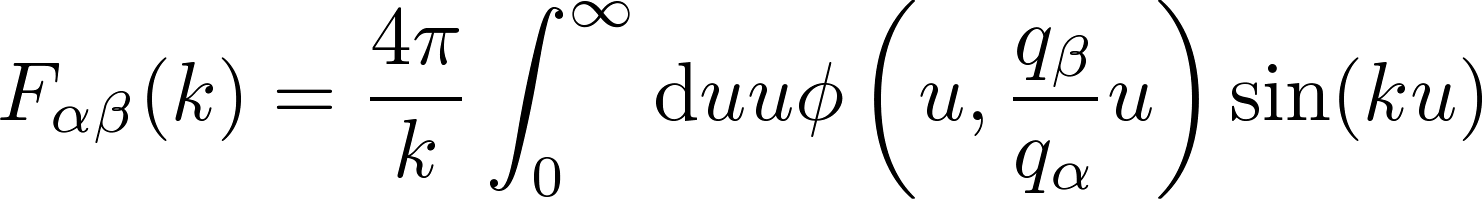 $F_{\alpha\beta}(k) = \frac{4\pi}{k} \int_0^\infty \mathrm{d}u u \phi \left( u, \frac{q_\beta}{q_\alpha} u \right) \sin(ku)$